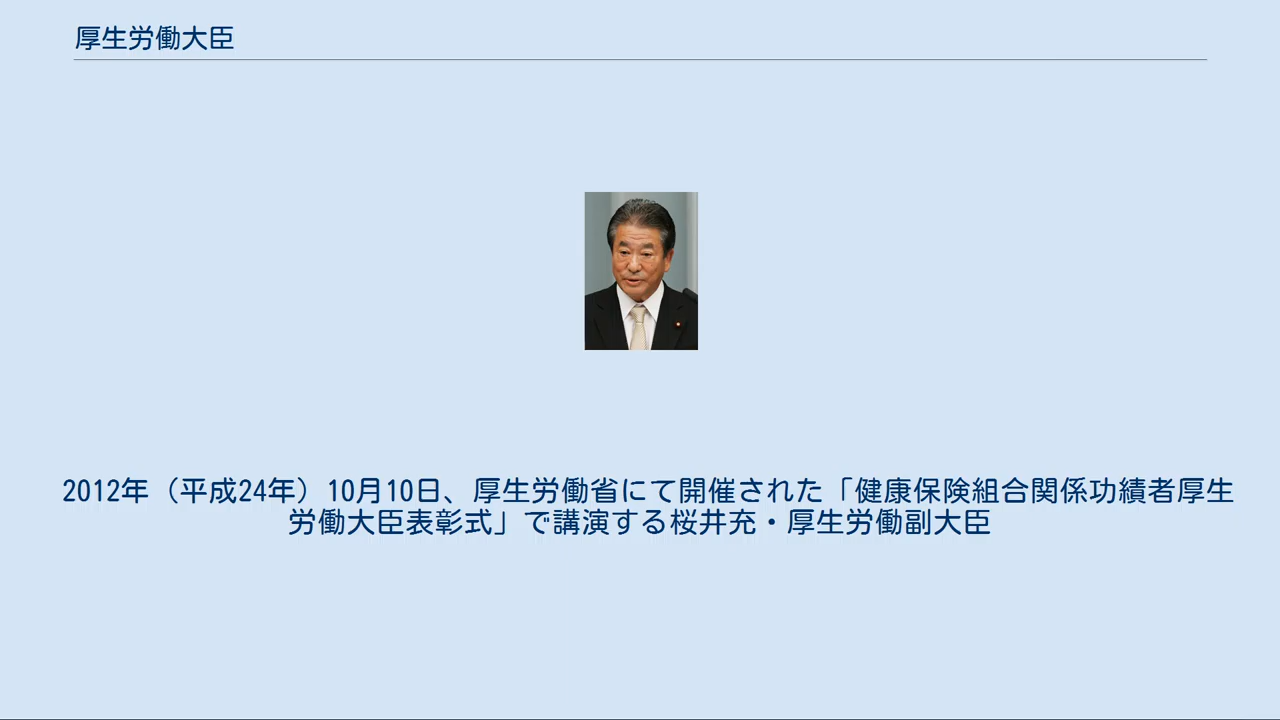 厚生労働大臣
2012年（平成24年）10月10日、厚生労働省にて開催された「健康保険組合関係功績者厚生
労働大臣表彰式」で講演する桜井充・厚生労働副大臣